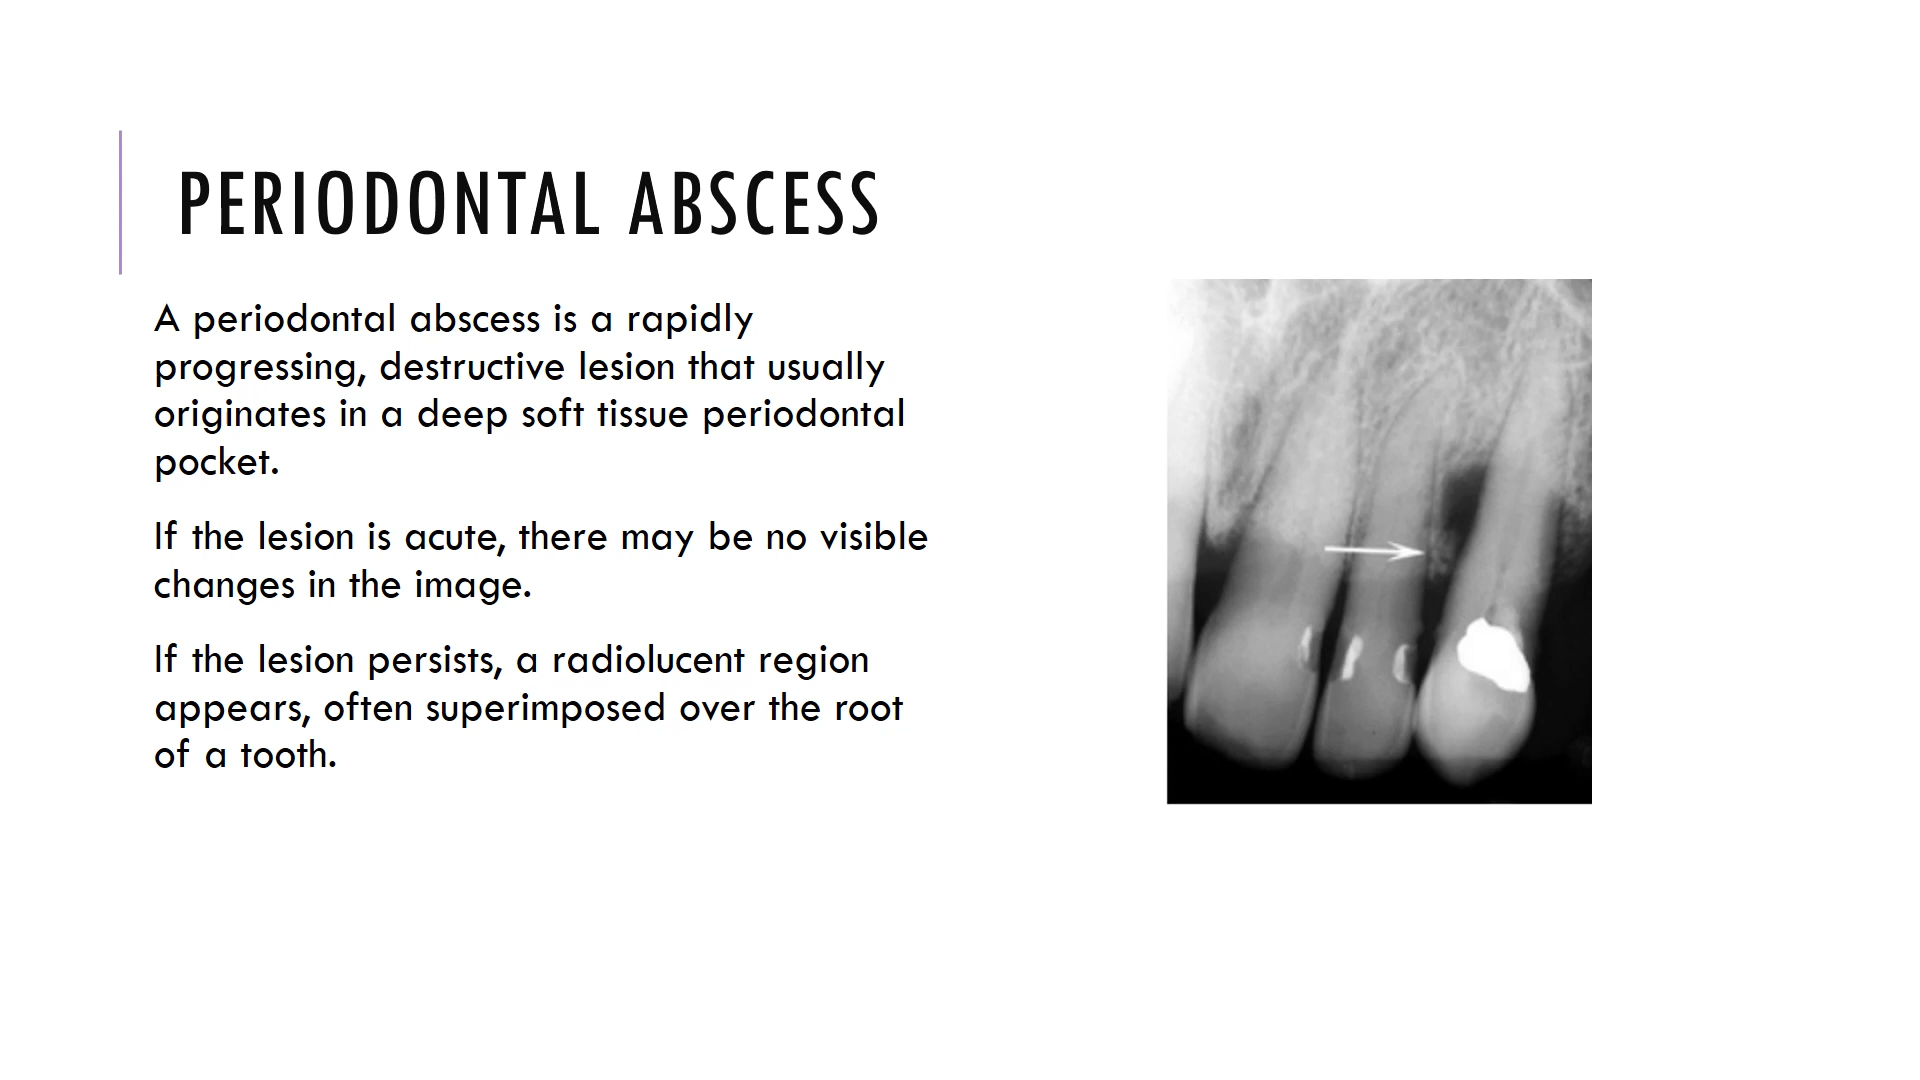 PERIODONTAL ABSCESS
A periodontal abscess is a rapidly
progressing, destructive lesion that usually
originates in a deep soft tissue periodontal
pocket.
If the lesion is acute, there may be no visible
changes in the image.
If the lesion persists, a radiolucent region
appears, often superimposed over the root
of a tooth.